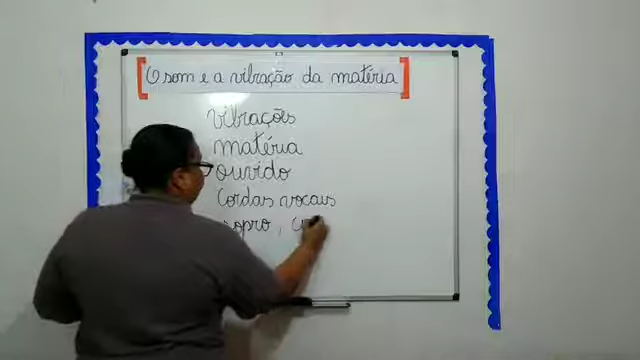 O som e a vibração da matéria
vibrações
matéria
ouvido
Cordas vocais
sopro,